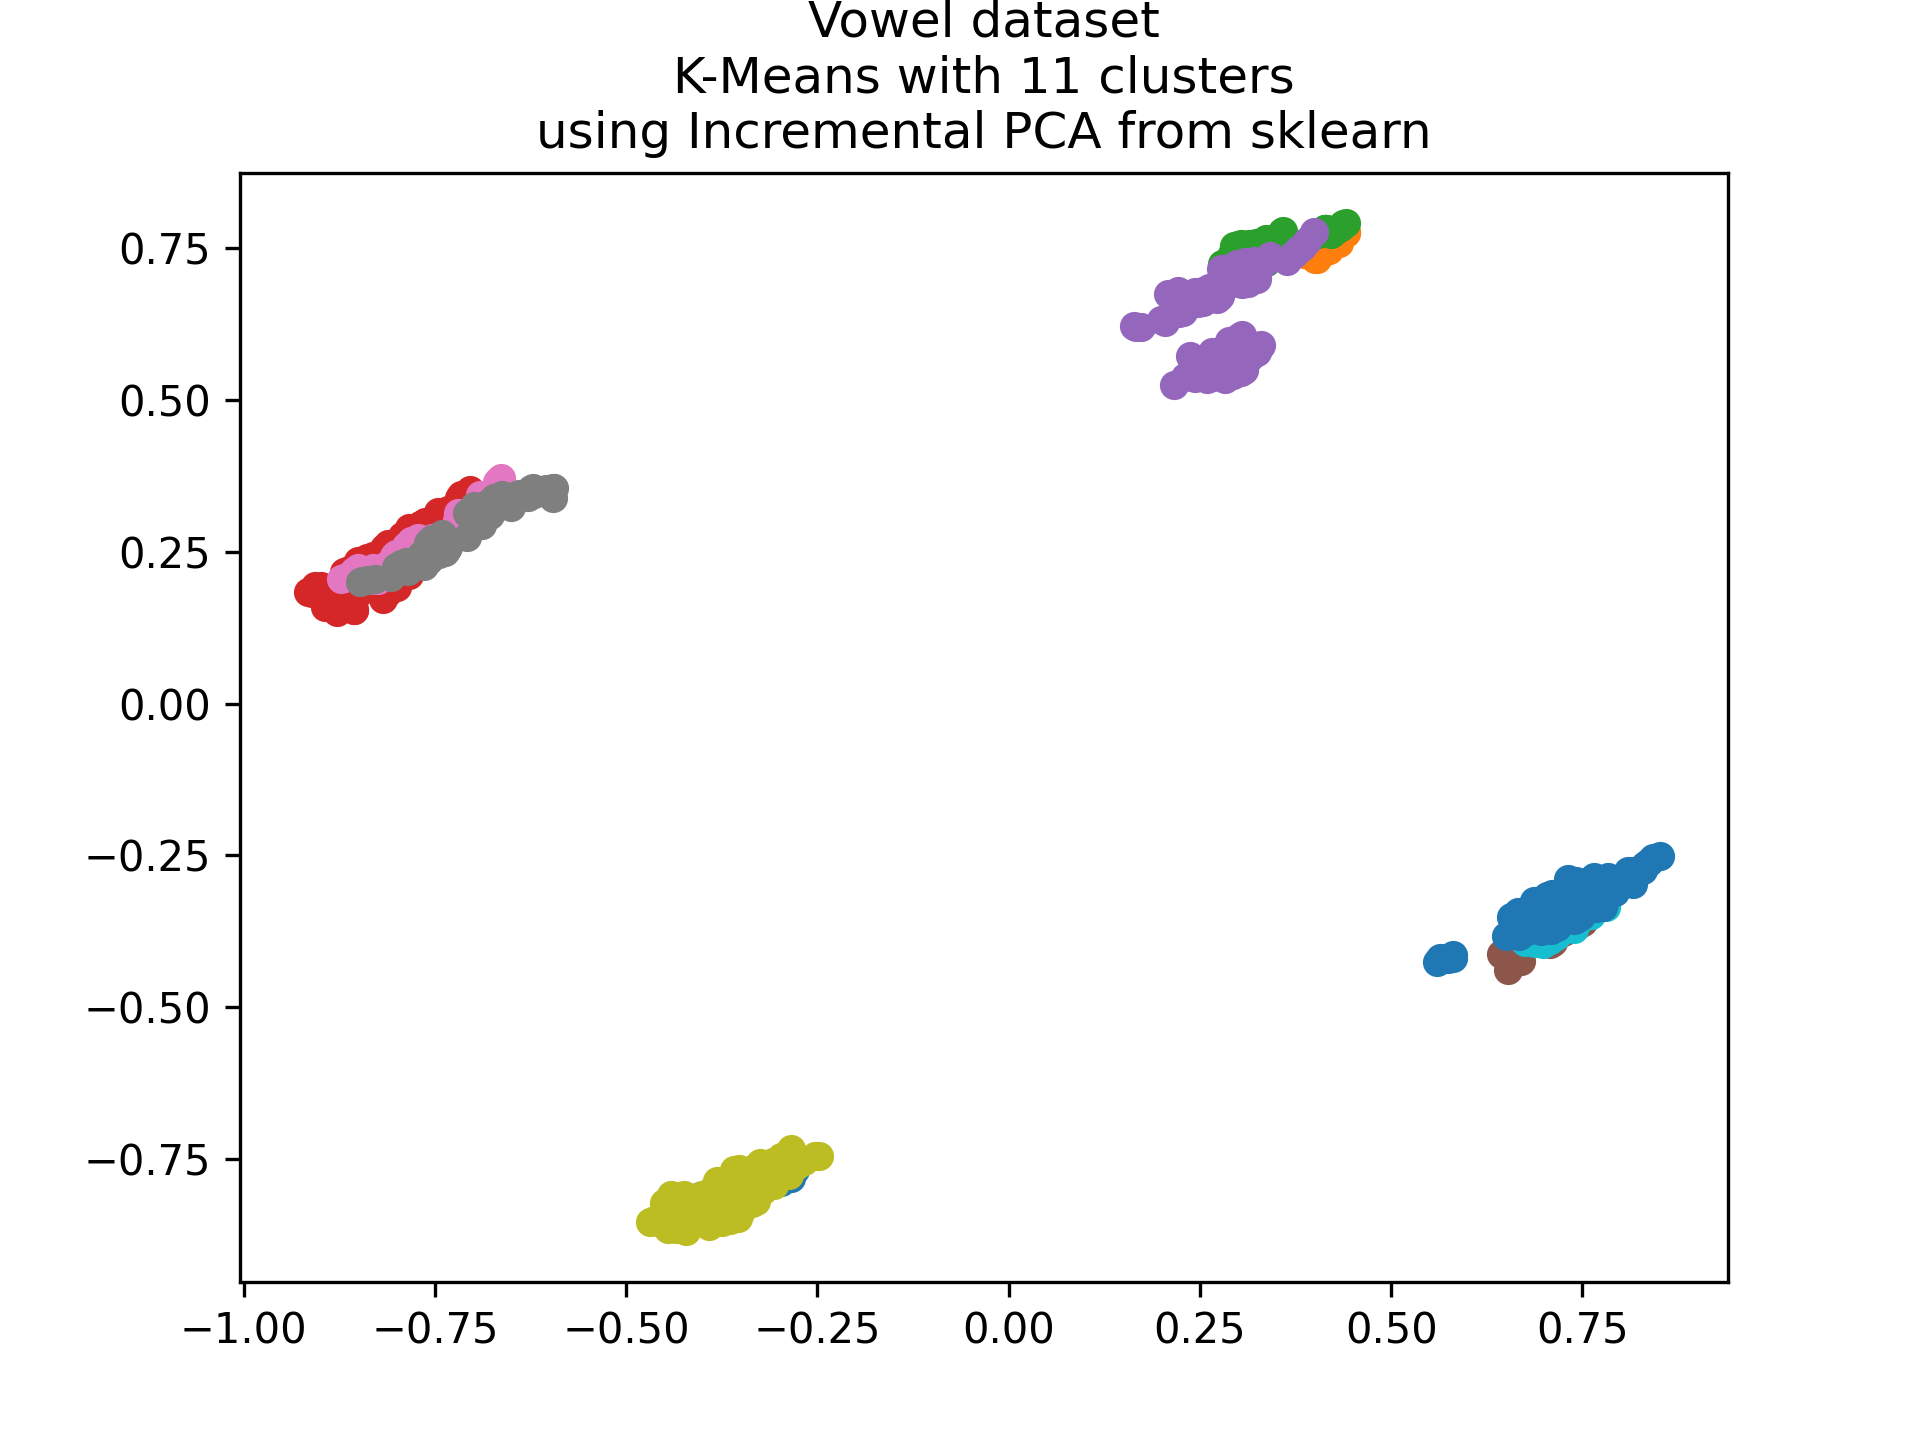 Vowel dataset
K-Means with 11 clusters
using Incremental PCA from sklearn
0.75
0.50
0.25
0.00
−0.25
−0.50
−0.75
−1.00 −0.75 −0.50 −0.25 0.00 0.25 0.50 0.75